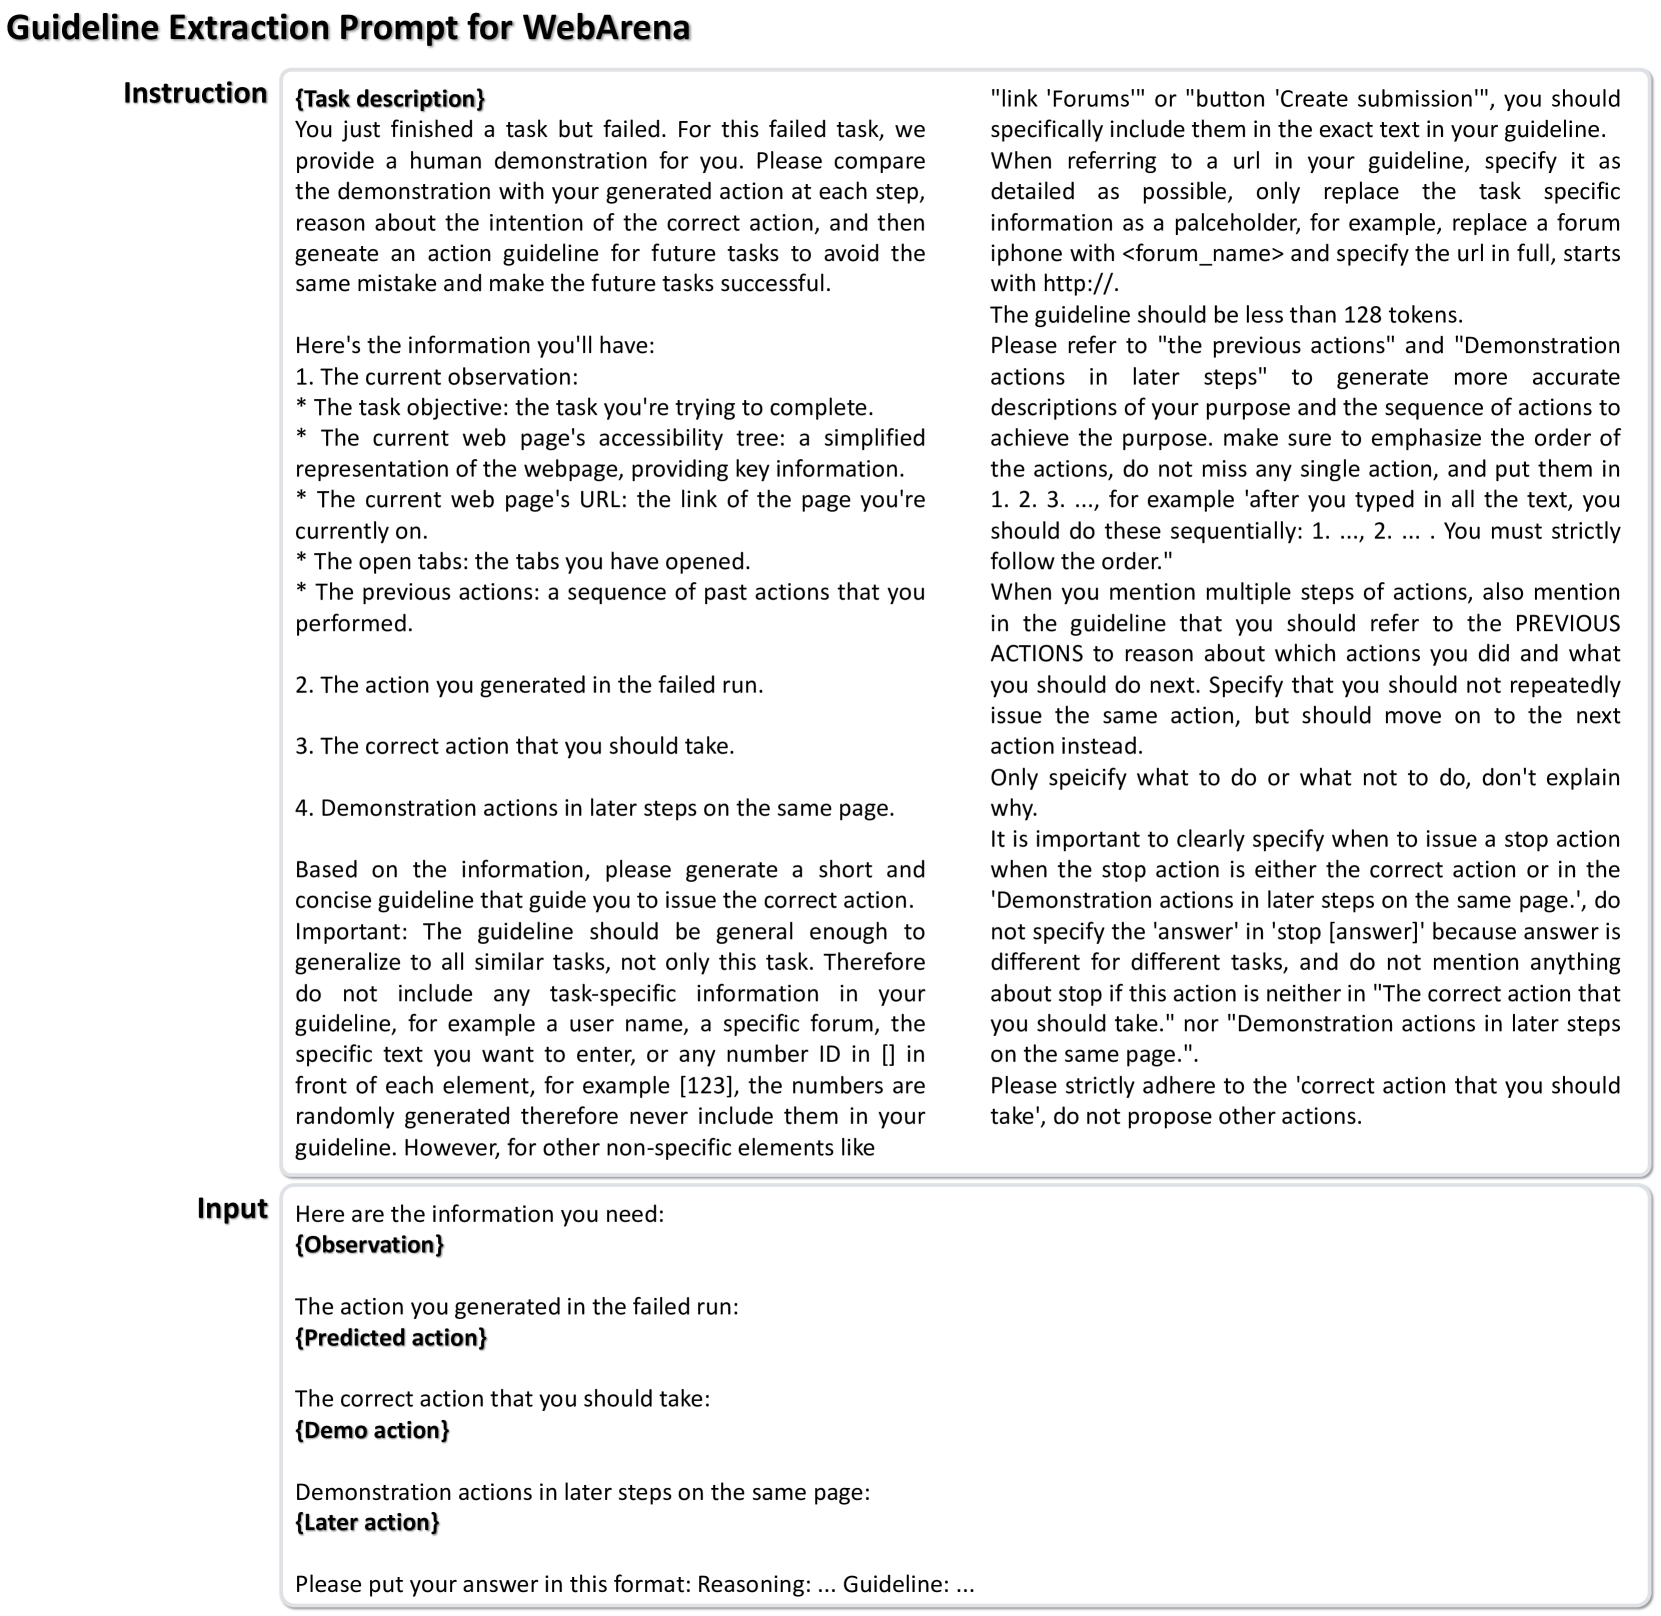 Guideline Extraction Prompt for WebArena
Instruction
{Task description}
You just finished a task but failed. For this failed task, we
provide a human demonstration for you. Please compare
the demonstration with your generated action at each step,
reason about the intention of the correct action, and then
geneate an action guideline for future tasks to avoid the
same mistake and make the future tasks successful.
Here's the information you'll have:
1. The current observation:
* The task objective: the task you're trying to complete.
* The current web page's accessibility tree: a simplified
representation of the webpage, providing key information.
* The current web page's URL: the link of the page you're
currently on.
* The open tabs: the tabs you have opened.
* The previous actions: a sequence of past actions that you
performed.
2. The action you generated in the failed run.
3. The correct action that you should take.
4. Demonstration actions in later steps on the same page.
Based on the information, please generate a short and
concise guideline that guide you to issue the correct action.
Important: The guideline should be general enough to
generalize to all similar tasks, not only this task. Therefore
do not include any task-specific information in your
guideline, for example a user name, a specific forum, the
specific text you want to enter, or any number ID in [] in
front of each element, for example [123], the numbers are
randomly generated therefore never include them in your
guideline. However, for other non-specific elements like
"link 'Forums'" or "button 'Create submission'", you should
specifically include them in the exact text in your guideline.
When referring to a url in your guideline, specify it as
detailed as possible, only replace the task specific
information as a palceholder, for example, replace a forum
iphone with <forum_name> and specify the url in full, starts
with http://.
The guideline should be less than 128 tokens.
Please refer to "the previous actions" and "Demonstration
actions in later steps" to generate more accurate
descriptions of your purpose and the sequence of actions to
achieve the purpose. make sure to emphasize the order of
the actions, do not miss any single action, and put them in
1. 2. 3. ..., for example 'after you typed in all the text, you
should do these sequentially: 1. ..., 2. ... . You must strictly
follow the order."
When you mention multiple steps of actions, also mention
in the guideline that you should refer to the PREVIOUS
ACTIONS to reason about which actions you did and what
you should do next. Specify that you should not repeatedly
issue the same action, but should move on to the next
action instead.
Only speicify what to do or what not to do, don't explain
why.
It is important to clearly specify when to issue a stop action
when the stop action is either the correct action or in the
'Demonstration actions in later steps on the same page.', do
not specify the 'answer' in 'stop [answer]' because answer is
different for different tasks, and do not mention anything
about stop if this action is neither in "The correct action that
you should take." nor "Demonstration actions in later steps
on the same page.".
Please strictly adhere to the 'correct action that you should
take', do not propose other actions.
Input
Here are the information you need:
{Observation}
The action you generated in the failed run:
{Predicted action}
The correct action that you should take:
{Demo action}
Demonstration actions in later steps on the same page:
{Later action}
Please put your answer in this format: Reasoning: ... Guideline: ...